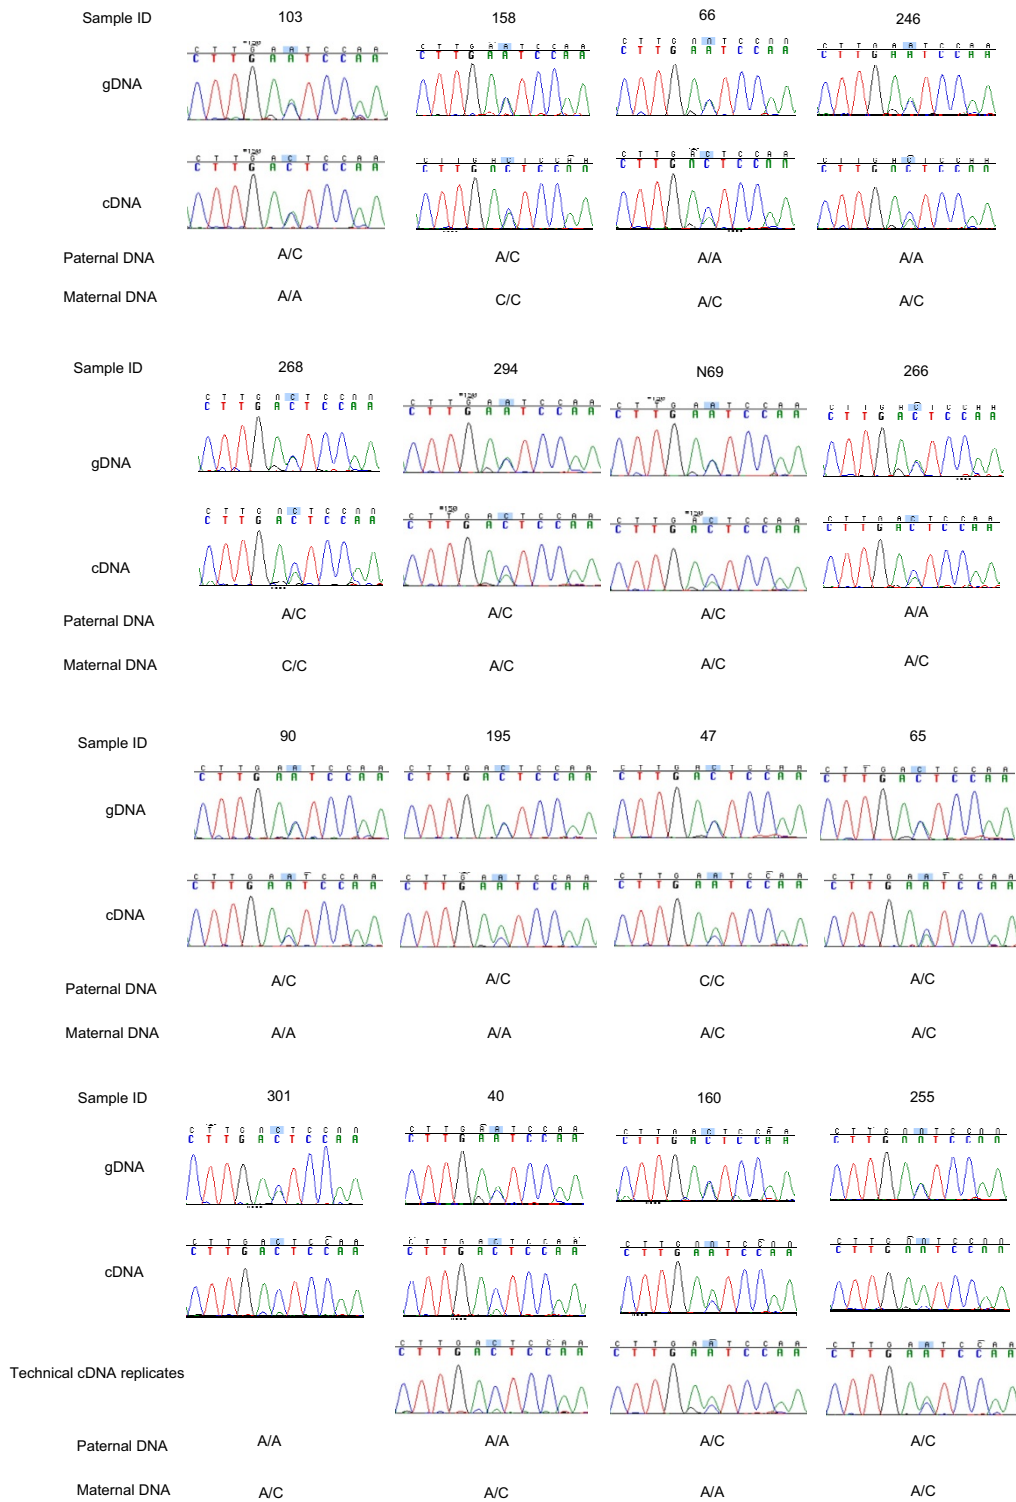 Sample ID 103 158 66 246
C T T G A A T C C A A C T T G A A T C C A A C T T G A A T C C A A C T T G A A T C C A A
gDNA
C T T G A C T C C A A C T T G A C T C C A A C T T G A C T C C A A C T T G A C T C C A A
cDNA
Paternal DNA A/C A/C A/A A/A
Maternal DNA A/A C/C A/C A/C
Sample ID 268 294 N69 266
C T T G A C T C C A A C T T G A A T C C A A C T T G A A T C C A A C T T G A C T C C A A
gDNA
C T T G A C T C C A A C T T G A C T C C A A C T T G A C T C C A A C T T G A C T C C A A
cDNA
Paternal DNA A/C A/C A/C A/A
Maternal DNA C/C A/C A/C A/C
Sample ID 90 195 47 65
C T T G A A T C C A A C T T G A C T C C A A C T T G A C T C C A A C T T G A C T C C A A
gDNA
C T T G A A T C C A A C T T G A A T C C A A C T T G A A T C C A A C T T G A A T C C A A
cDNA
Paternal DNA A/C A/C C/C A/C
Maternal DNA A/A A/A A/C A/C
Sample ID 301 40 160 255
C T T G A C T C C A A C T T G A A T C C A A C T T G A C T C C A A C T T G A A T C C A A
gDNA
C T T G A C T C C A A C T T G A C T C C A A C T T G A A T C C A A C T T G A A T C C A A
cDNA
C T T G A C T C C A A C T T G A A T C C A A C T T G A A T C C A A
Technical cDNA replicates
Paternal DNA A/A A/A A/C A/C
Maternal DNA A/C A/C A/A A/C